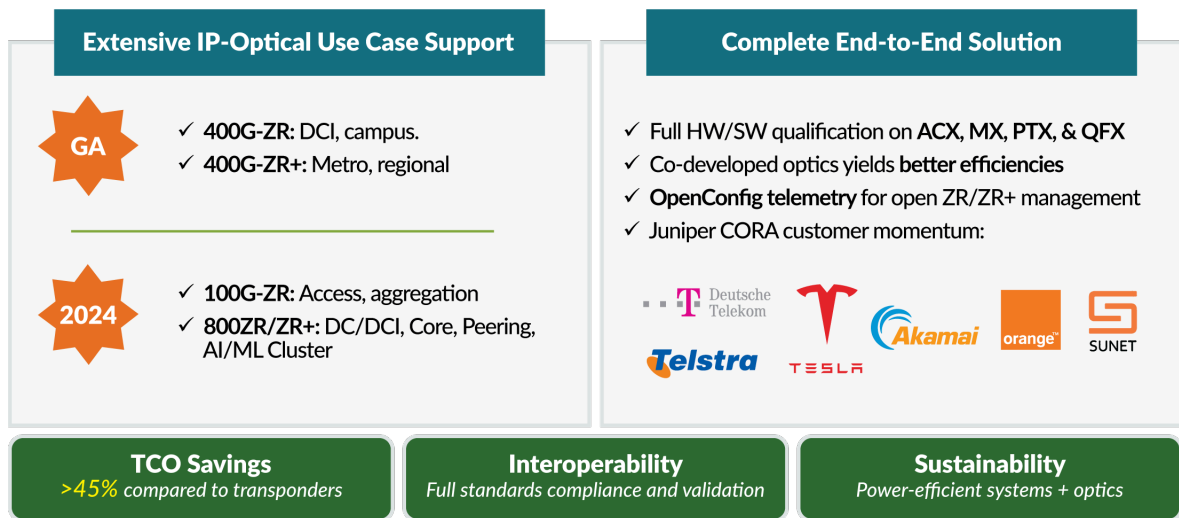 Extensive IP-Optical Use Case Support
GA
✓ 400G-ZR: DCI, campus.
✓ 400G-ZR+: Metro, regional
2024
✓ 100G-ZR: Access, aggregation
✓ 800ZR/ZR+: DC/DCI, Core, Peering,
AI/ML Cluster
Complete End-to-End Solution
✓ Full HW/SW qualification on ACX, MX, PTX, & QFX
✓ Co-developed optics yields better efficiencies
✓ OpenConfig telemetry for open ZR/ZR+ management
✓ Juniper CORA customer momentum:
T Deutsche
Telekom
Telstra
TESLA
Akamai
orange™
SUNET
TCO Savings
>45% compared to transponders
Interoperability
Full standards compliance and validation
Sustainability
Power-efficient systems + optics